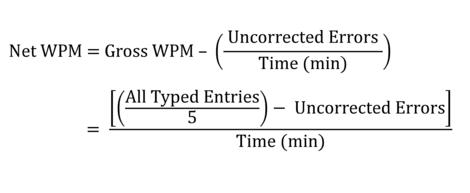 Net WPM = Gross WPM – (Uncorrected Errors / Time (min))
= [(All Typed Entries / 5) – Uncorrected Errors] / Time (min)